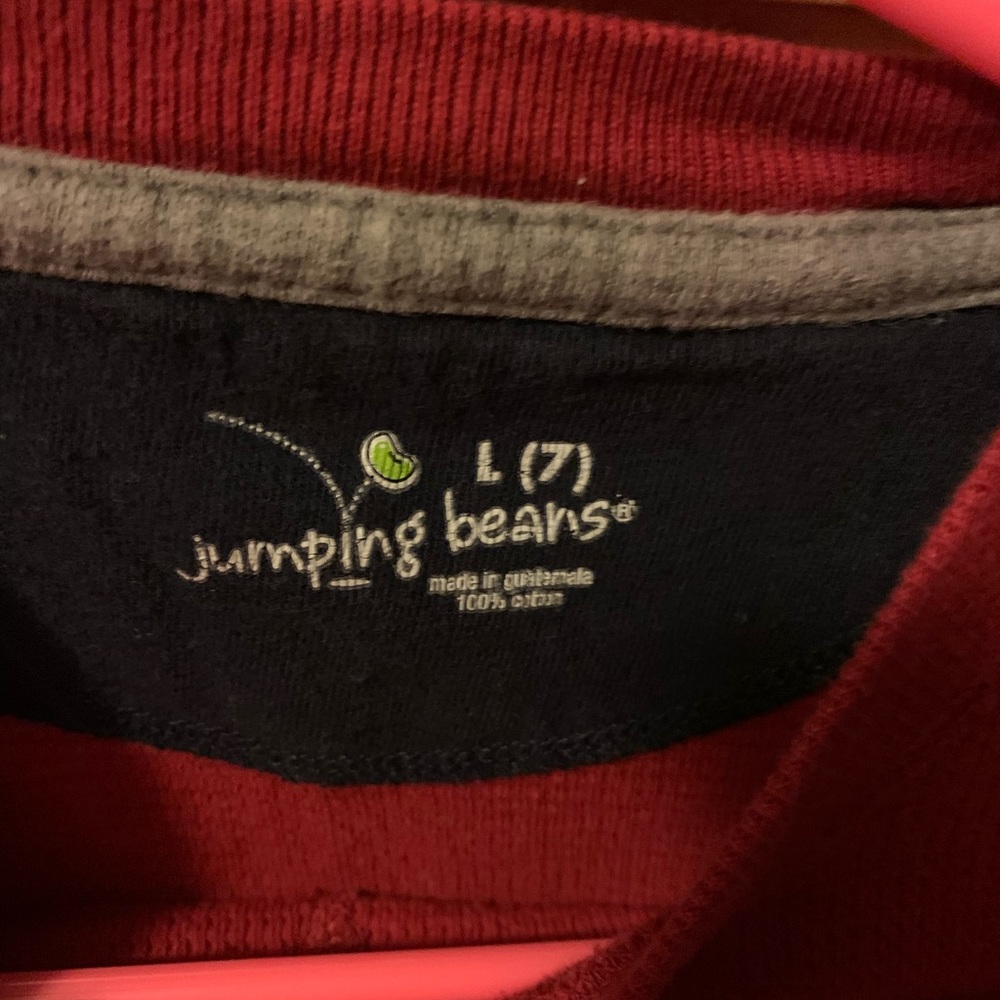 L (7)
jumping beans®
made in guatemala
100% cotton